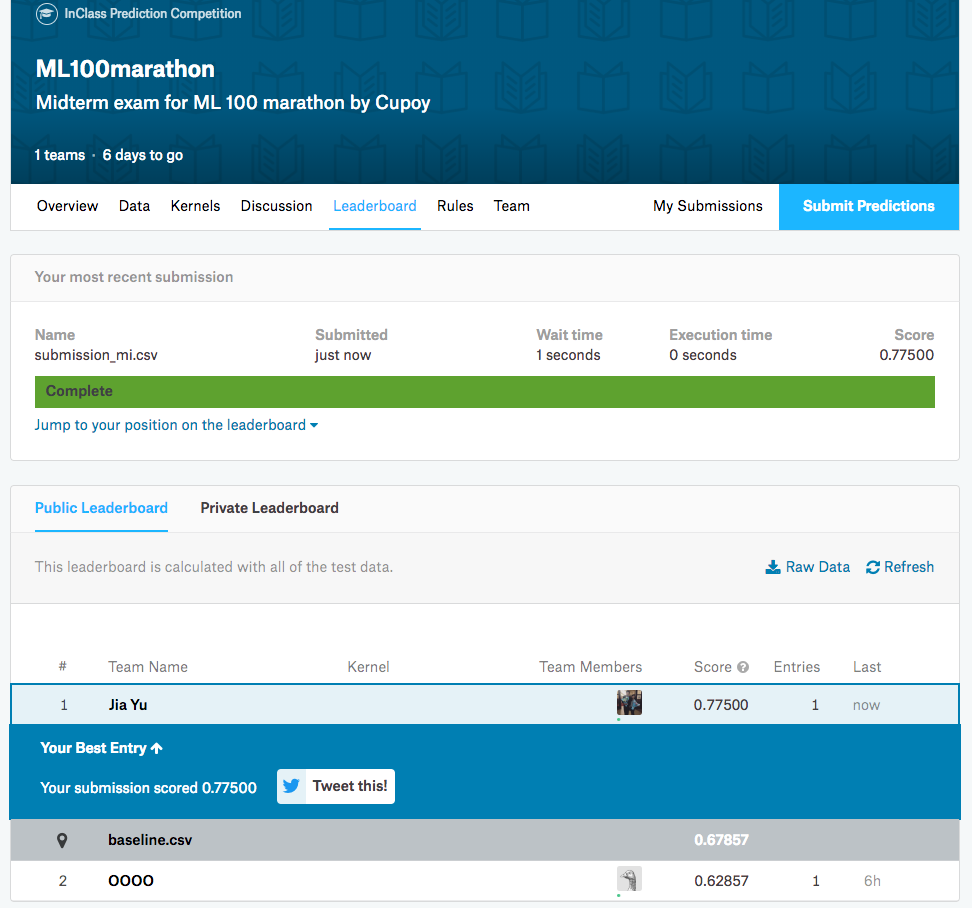 InClass Prediction Competition
ML100marathon
Midterm exam for ML 100 marathon by Cupoy
1 teams · 6 days to go
Overview Data Kernels Discussion Leaderboard Rules Team My Submissions Submit Predictions
Your most recent submission
Name Submitted Wait time Execution time Score
submission_mi.csv just now 1 seconds 0 seconds 0.77500
Complete
Jump to your position on the leaderboard
Public Leaderboard Private Leaderboard
This leaderboard is calculated with all of the test data. Raw Data Refresh
# Team Name Kernel Team Members Score ? Entries Last
1 Jia Yu 0.77500 1 now
Your Best Entry ↑
Your submission scored 0.77500 Tweet this!
baseline.csv 0.67857
2 OOOO 0.62857 1 6h